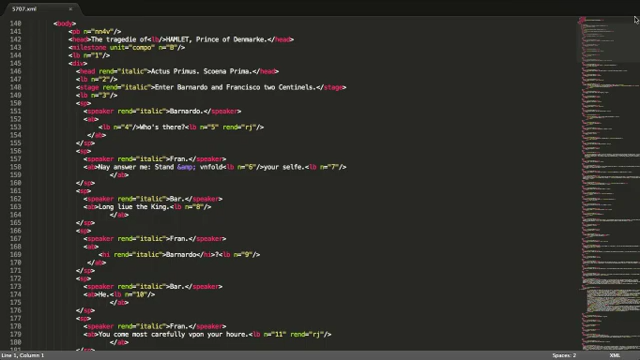 5707.xml ×
140 <body>
141 <pb n="nn4v"/>
142 <head>The tragedie of<lb/>HAMLET, Prince of Denmarke.</head>
143 <milestone unit="compo" n="B"/>
144 <lb n="1"/>
145 <div>
146 <head rend="italic">Actus Primus. Scoena Prima.</head>
147 <lb n="2"/>
148 <stage rend="italic">Enter Barnardo and Francisco two Centinels.</stage>
149 <lb n="3"/>
150 <sp>
151 <speaker rend="italic">Barnardo.</speaker>
152 <ab>
153 <lb n="4"/>Who's there?<lb n="5" rend="rj"/>
154 </ab>
155 </sp>
156 <sp>
157 <speaker rend="italic">Fran.</speaker>
158 <ab>Nay answer me: Stand &amp; vnfold<lb n="6"/>your selfe.<lb n="7"/>
159 </ab>
160 </sp>
161 <sp>
162 <speaker rend="italic">Bar.</speaker>
163 <ab>Long liue the King.<lb n="8"/>
164 </ab>
165 </sp>
166 <sp>
167 <speaker rend="italic">Fran.</speaker>
168 <ab>
169 <hi rend="italic">Barnardo</hi>?<lb n="9"/>
170 </ab>
171 </sp>
172 <sp>
173 <speaker rend="italic">Bar.</speaker>
174 <ab>He.<lb n="10"/>
175 </ab>
176 </sp>
177 <sp>
178 <speaker rend="italic">Fran.</speaker>
179 <ab>You come most carefully vpon your houre.<lb n="11" rend="rj"/>
180 </ab>
181 </sp>
Line 1, Column 1 Spaces: 2 XML